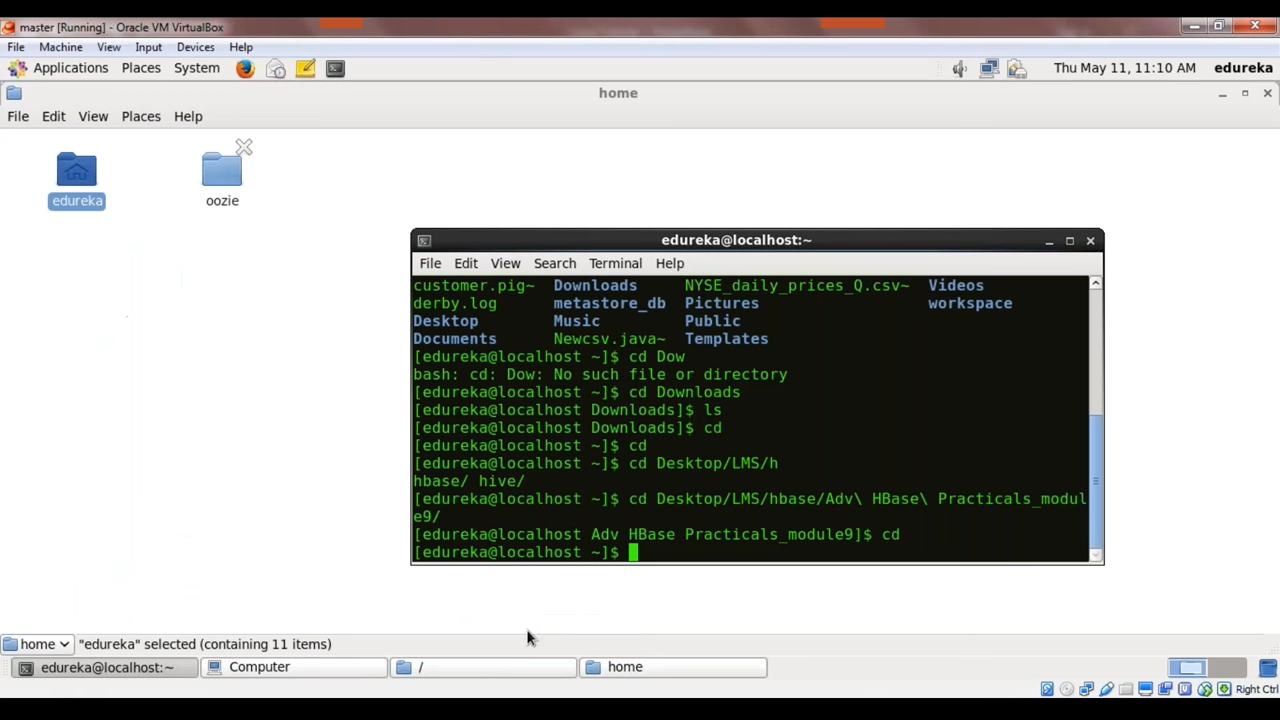 master [Running] - Oracle VM VirtualBox
File Machine View Input Devices Help
Applications Places System Thu May 11, 11:10 AM edureka
home
File Edit View Places Help
edureka oozie
edureka@localhost:~
File Edit View Search Terminal Help
customer.pig~ Downloads NYSE_daily_prices_Q.csv~ Videos
derby.log metastore_db Pictures workspace
Desktop Music Public
Documents Newcsv.java~ Templates
[edureka@localhost ~]$ cd Dow
bash: cd: Dow: No such file or directory
[edureka@localhost ~]$ cd Downloads
[edureka@localhost Downloads]$ ls
[edureka@localhost Downloads]$ cd
[edureka@localhost ~]$ cd
[edureka@localhost ~]$ cd Desktop/LMS/h
hbase/ hive/
[edureka@localhost ~]$ cd Desktop/LMS/hbase/Adv\ HBase\ Practicals_modul
e9/
[edureka@localhost Adv HBase Practicals_module9]$ cd
[edureka@localhost ~]$
home "edureka" selected (containing 11 items)
edureka@localhost:~ Computer / home
Right Ctrl